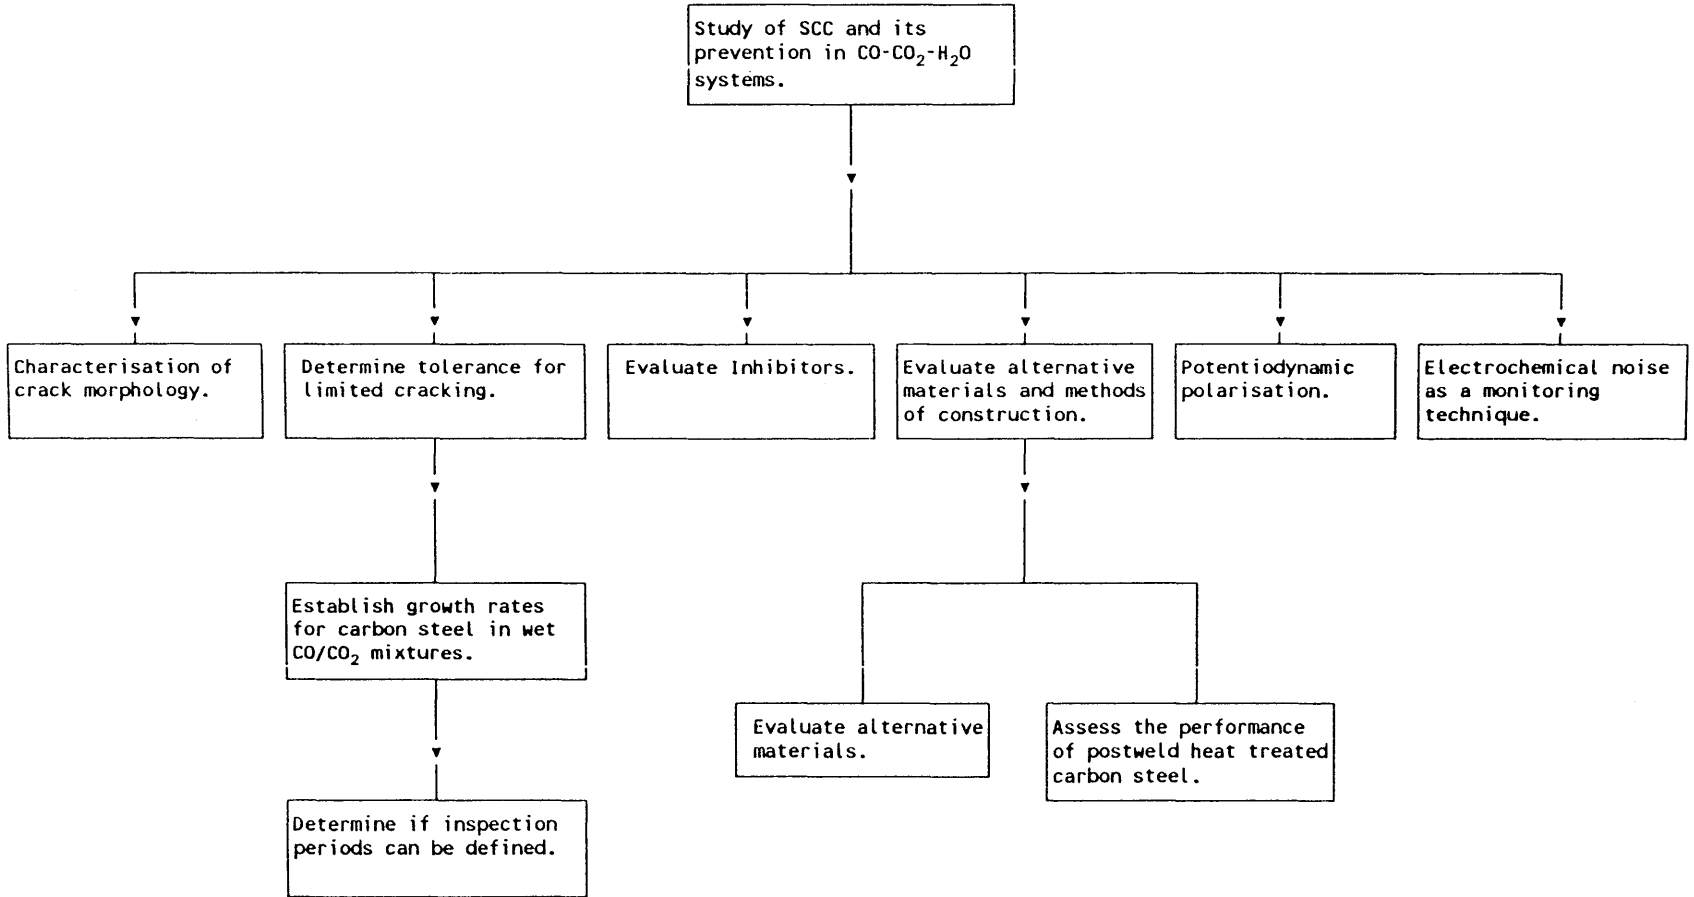 Study of SCC and its
prevention in CO-CO₂-H₂O
systems.
Characterisation of
crack morphology.
Determine tolerance for
limited cracking.
Evaluate Inhibitors.
Evaluate alternative
materials and methods
of construction.
Potentiodynamic
polarisation.
Electrochemical noise
as a monitoring
technique.
Establish growth rates
for carbon steel in wet
CO/CO₂ mixtures.
Evaluate alternative
materials.
Assess the performance
of postweld heat treated
carbon steel.
Determine if inspection
periods can be defined.